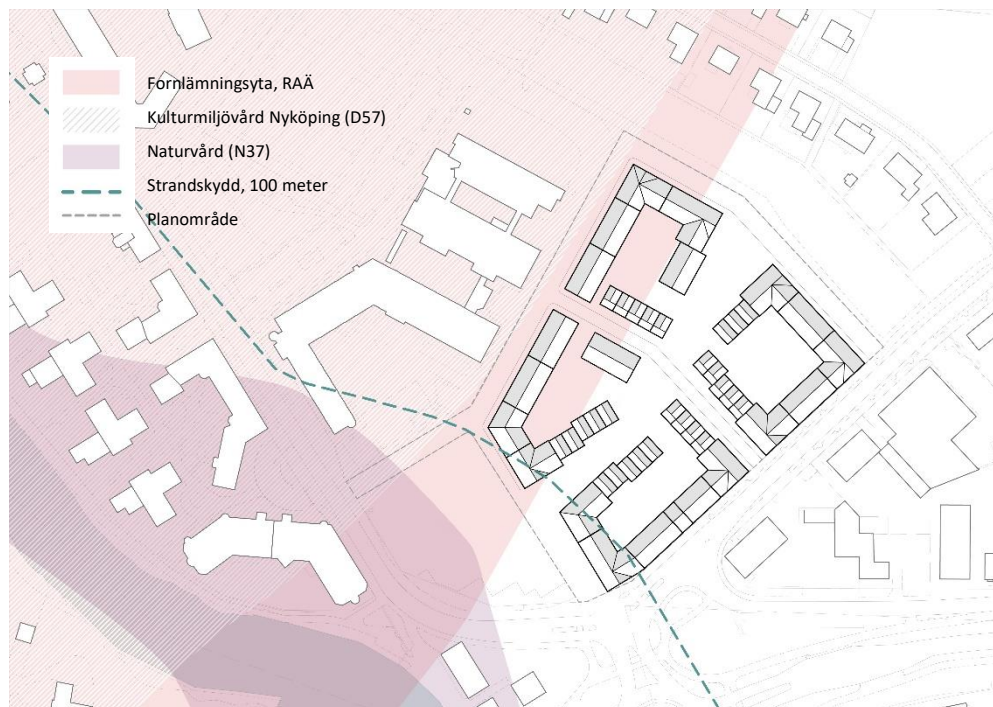 Fornlämningsyta, RAÄ
Kulturmiljövård Nyköping (D57)
Naturvård (N37)
Strandskydd, 100 meter
Planområde